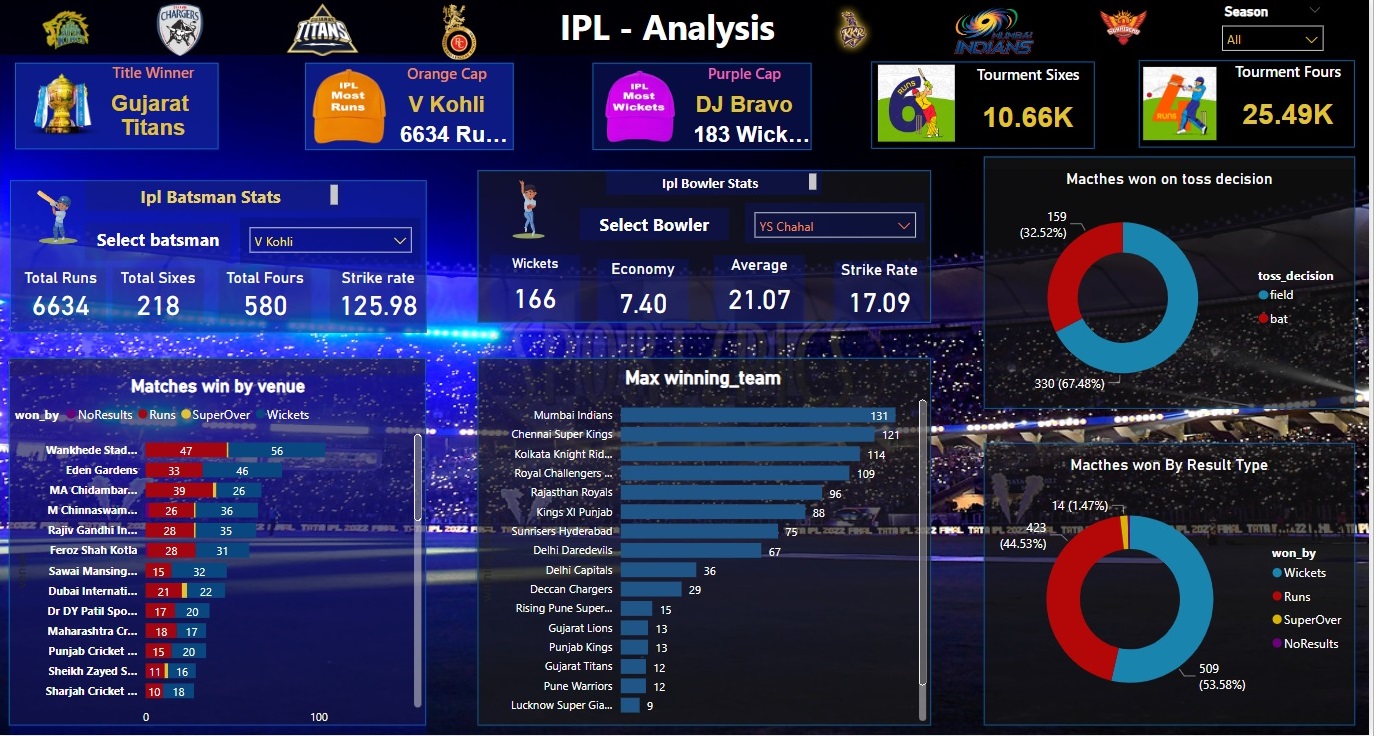 CHARGERS
TITANS
IPL - Analysis
MUMBAI
INDIANS
Season
All
Title Winner
Gujarat
Titans
IPL
Most
Runs
Orange Cap
V Kohli
6634 Ru...
IPL
Most
Wickets
Purple Cap
DJ Bravo
183 Wick...
6
RUNS
Tourment Sixes
10.66K
4
RUNS
Tourment Fours
25.49K
Ipl Batsman Stats
Select batsman
V Kohli
Total Runs
Total Sixes
Total Fours
Strike rate
6634
218
580
125.98
Ipl Bowler Stats
Select Bowler
YS Chahal
Wickets
Economy
Average
Strike Rate
166
7.40
21.07
17.09
Macthes won on toss decision
159
(32.52%)
330 (67.48%)
toss_decision
field
bat
Matches win by venue
won_by NoResults Runs SuperOver Wickets
Wankhede Stad... 47 56
Eden Gardens 33 46
MA Chidambar... 39 26
M Chinnaswam... 26 36
Rajiv Gandhi In... 28 35
Feroz Shah Kotla 28 31
Sawai Mansing... 15 32
Dubai Internati... 21 22
Dr DY Patil Spo... 17 20
Maharashtra Cr... 18 17
Punjab Cricket ... 15 20
Sheikh Zayed S... 11 16
Sharjah Cricket ... 10 18
0 100
Max winning_team
Mumbai Indians 131
Chennai Super Kings 121
Kolkata Knight Rid... 114
Royal Challengers ... 109
Rajasthan Royals 96
Kings XI Punjab 88
Sunrisers Hyderabad 75
Delhi Daredevils 67
Delhi Capitals 36
Deccan Chargers 29
Rising Pune Super... 15
Gujarat Lions 13
Punjab Kings 13
Gujarat Titans 12
Pune Warriors 12
Lucknow Super Gia... 9
Macthes won By Result Type
14 (1.47%)
423
(44.53%)
509
(53.58%)
won_by
Wickets
Runs
SuperOver
NoResults